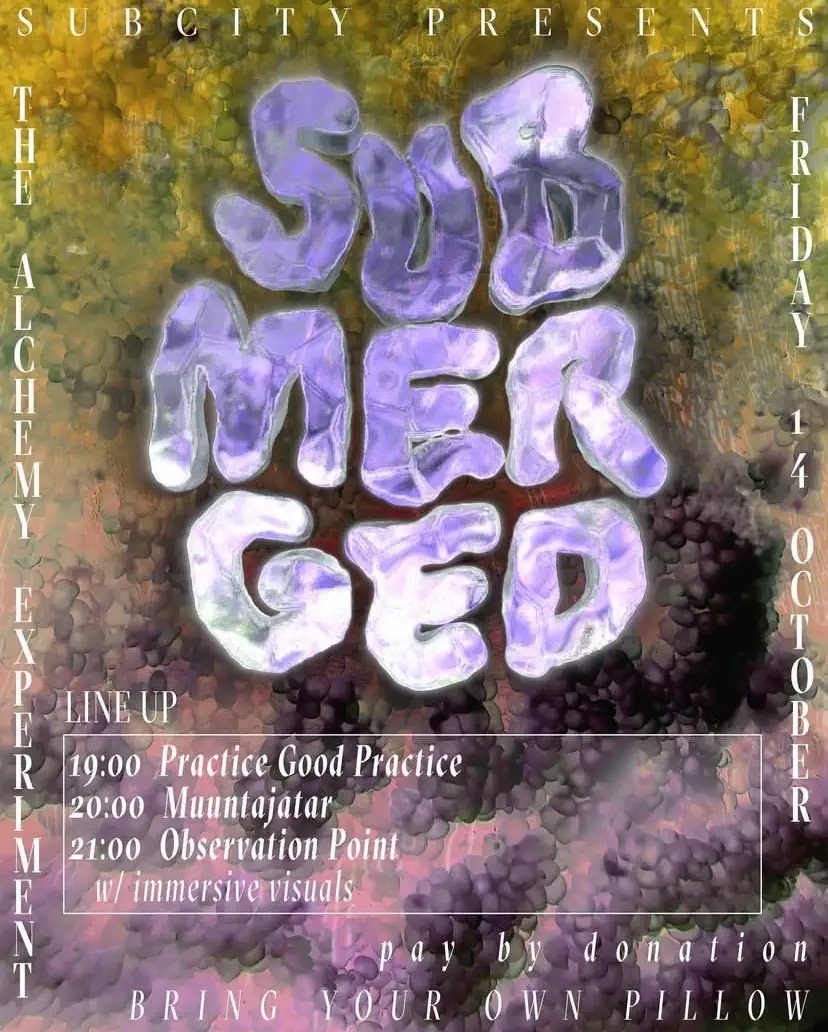 SUBCITY PRESENTS
THE ALCHEMY EXPERIMENT
FRIDAY 14 OCTOBER
SUB
MER
GED
LINE UP
19:00 Practice Good Practice
20:00 Muuntajatar
21:00 Observation Point
w/ immersive visuals
pay by donation
BRING YOUR OWN PILLOW